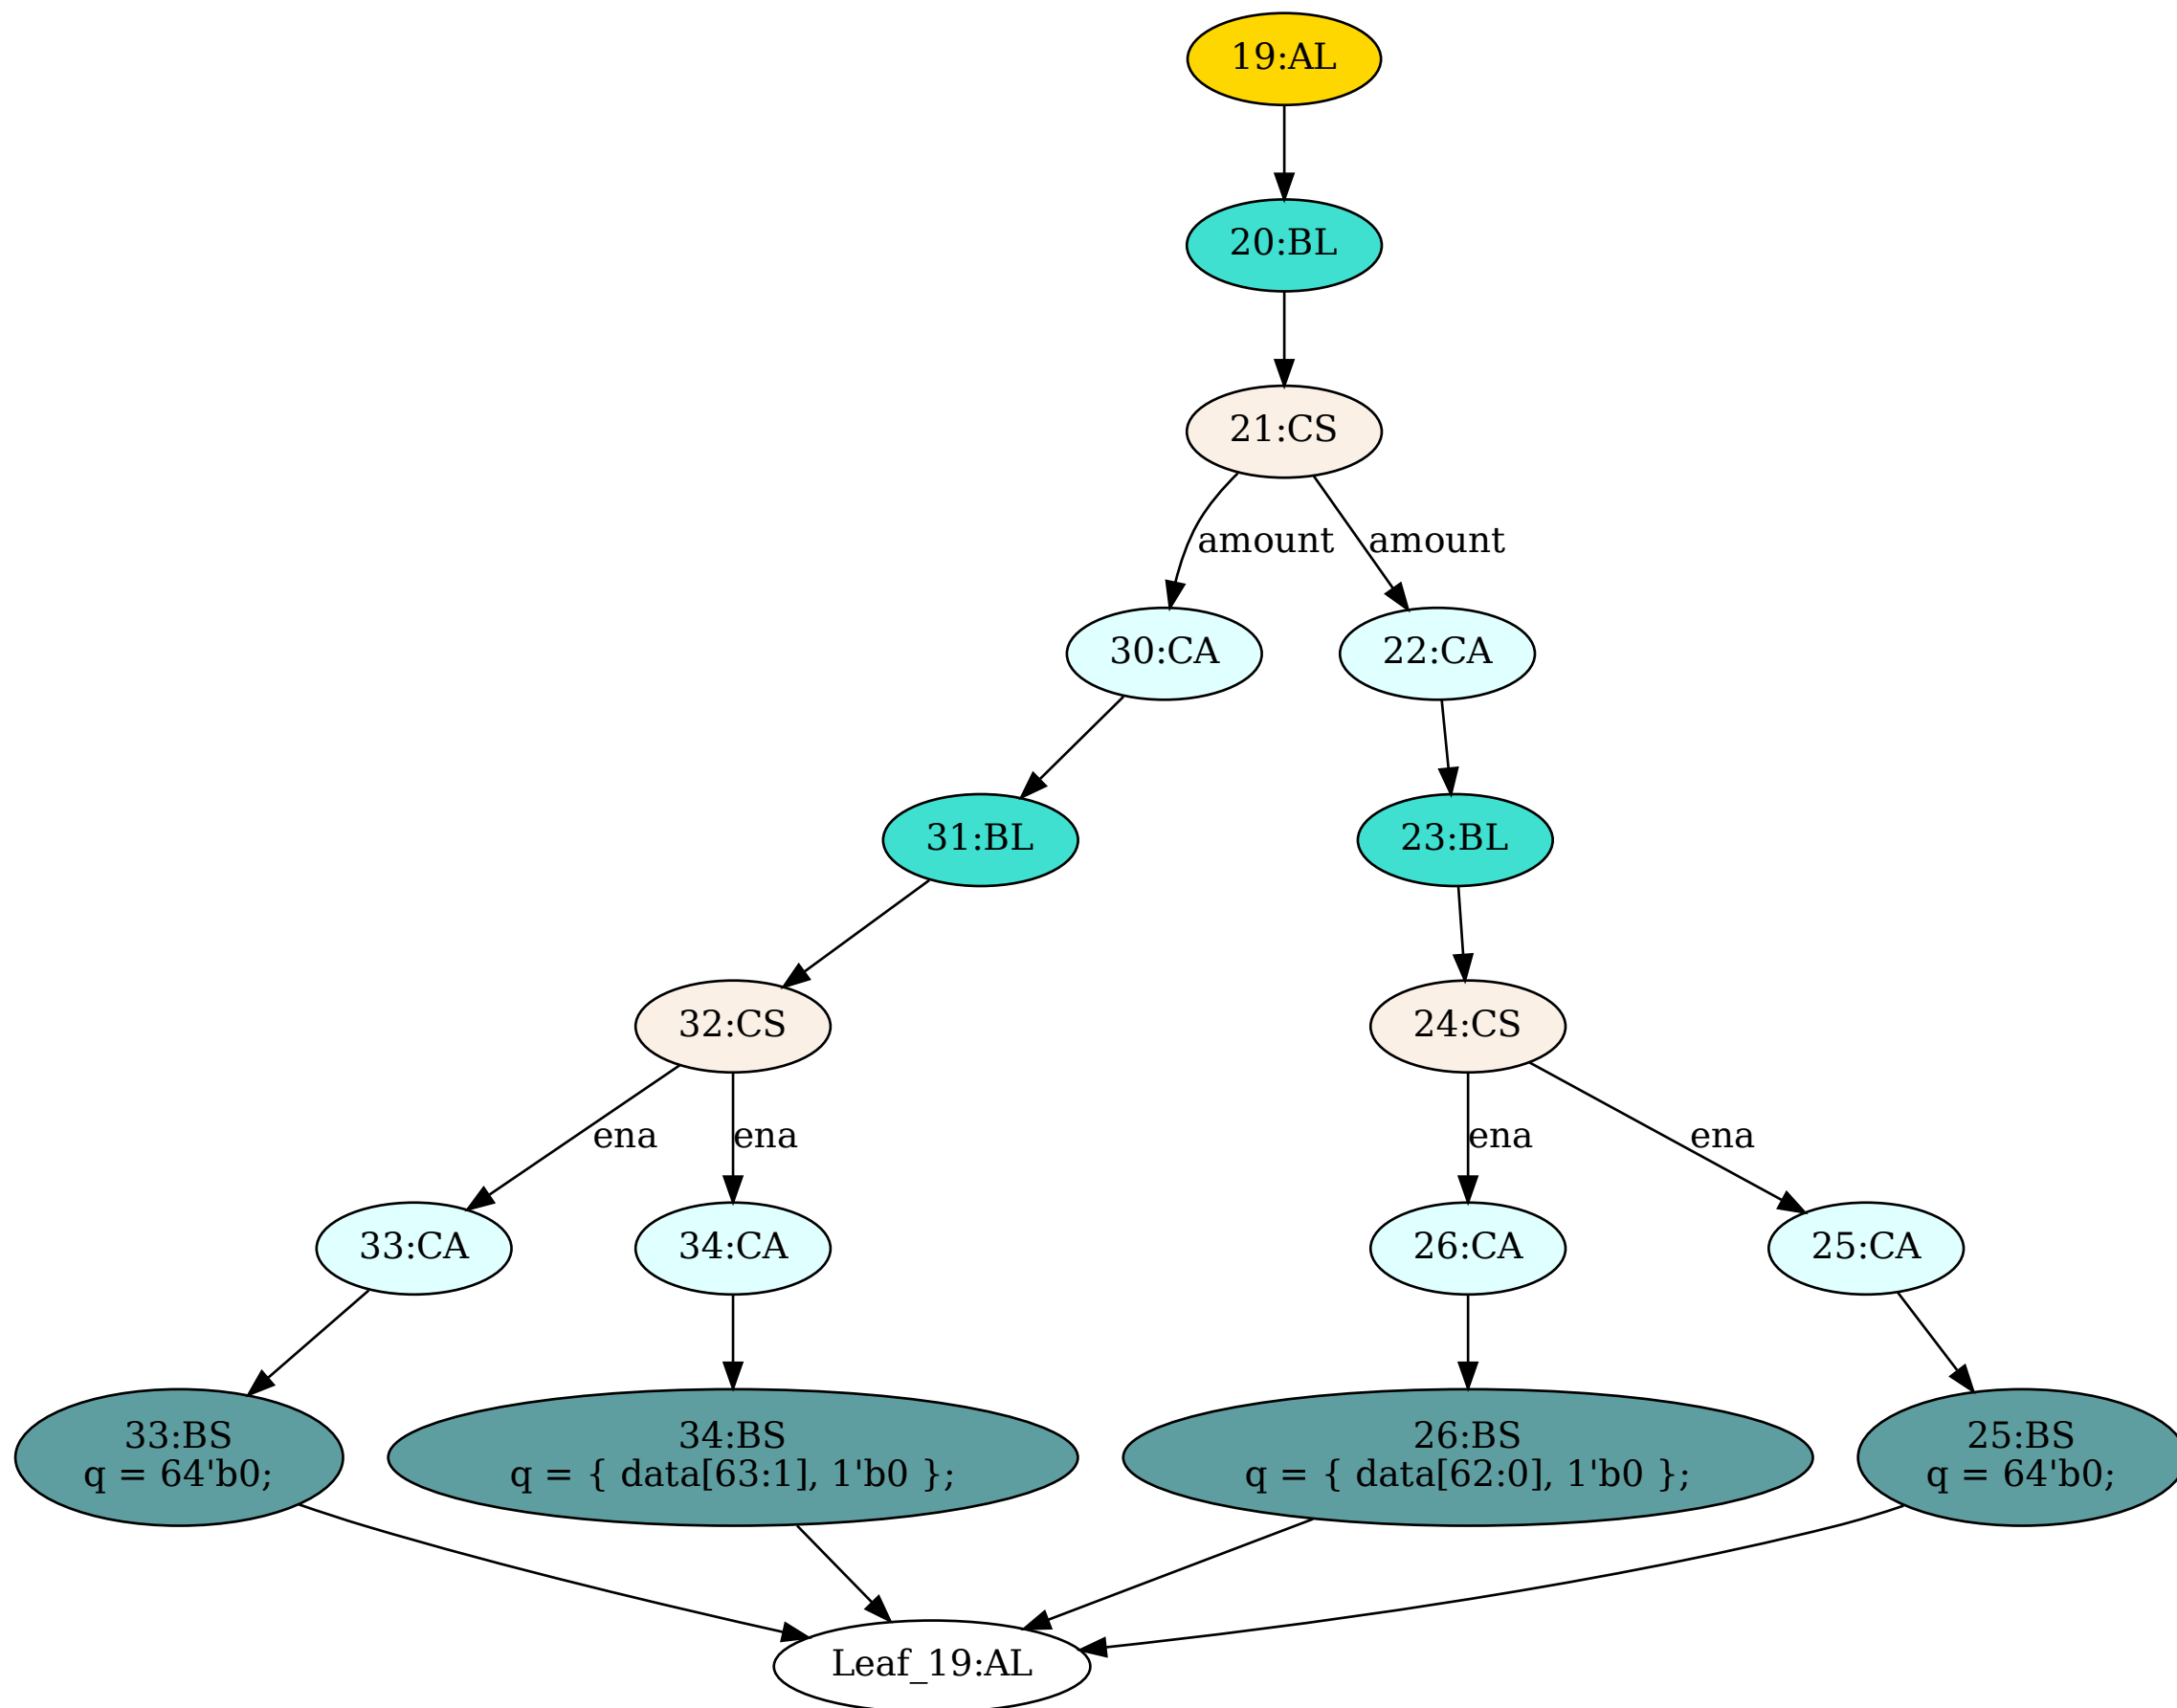 19:AL
20:BL
21:CS
amount
amount
30:CA
22:CA
31:BL
23:BL
32:CS
24:CS
ena
ena
ena
ena
33:CA
34:CA
26:CA
25:CA
33:BS
q = 64'b0;
34:BS
q = { data[63:1], 1'b0 };
26:BS
q = { data[62:0], 1'b0 };
25:BS
q = 64'b0;
Leaf_19:AL